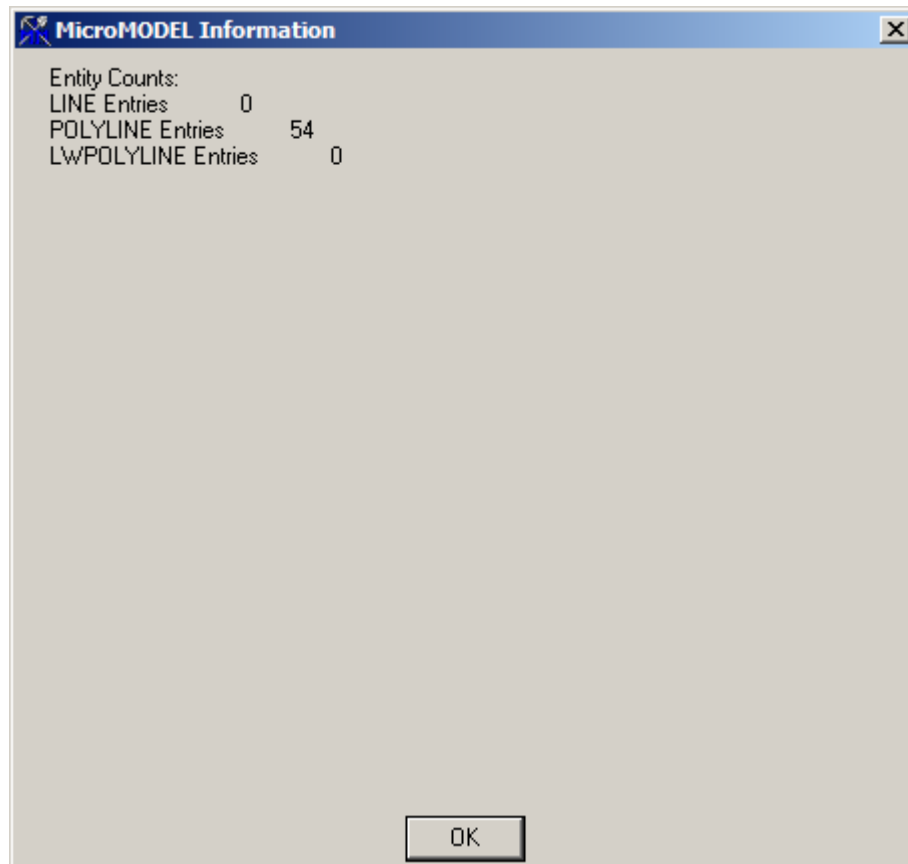 MicroMODEL Information
Entity Counts:
LINE Entries 0
POLYLINE Entries 54
LWPOLYLINE Entries 0
OK